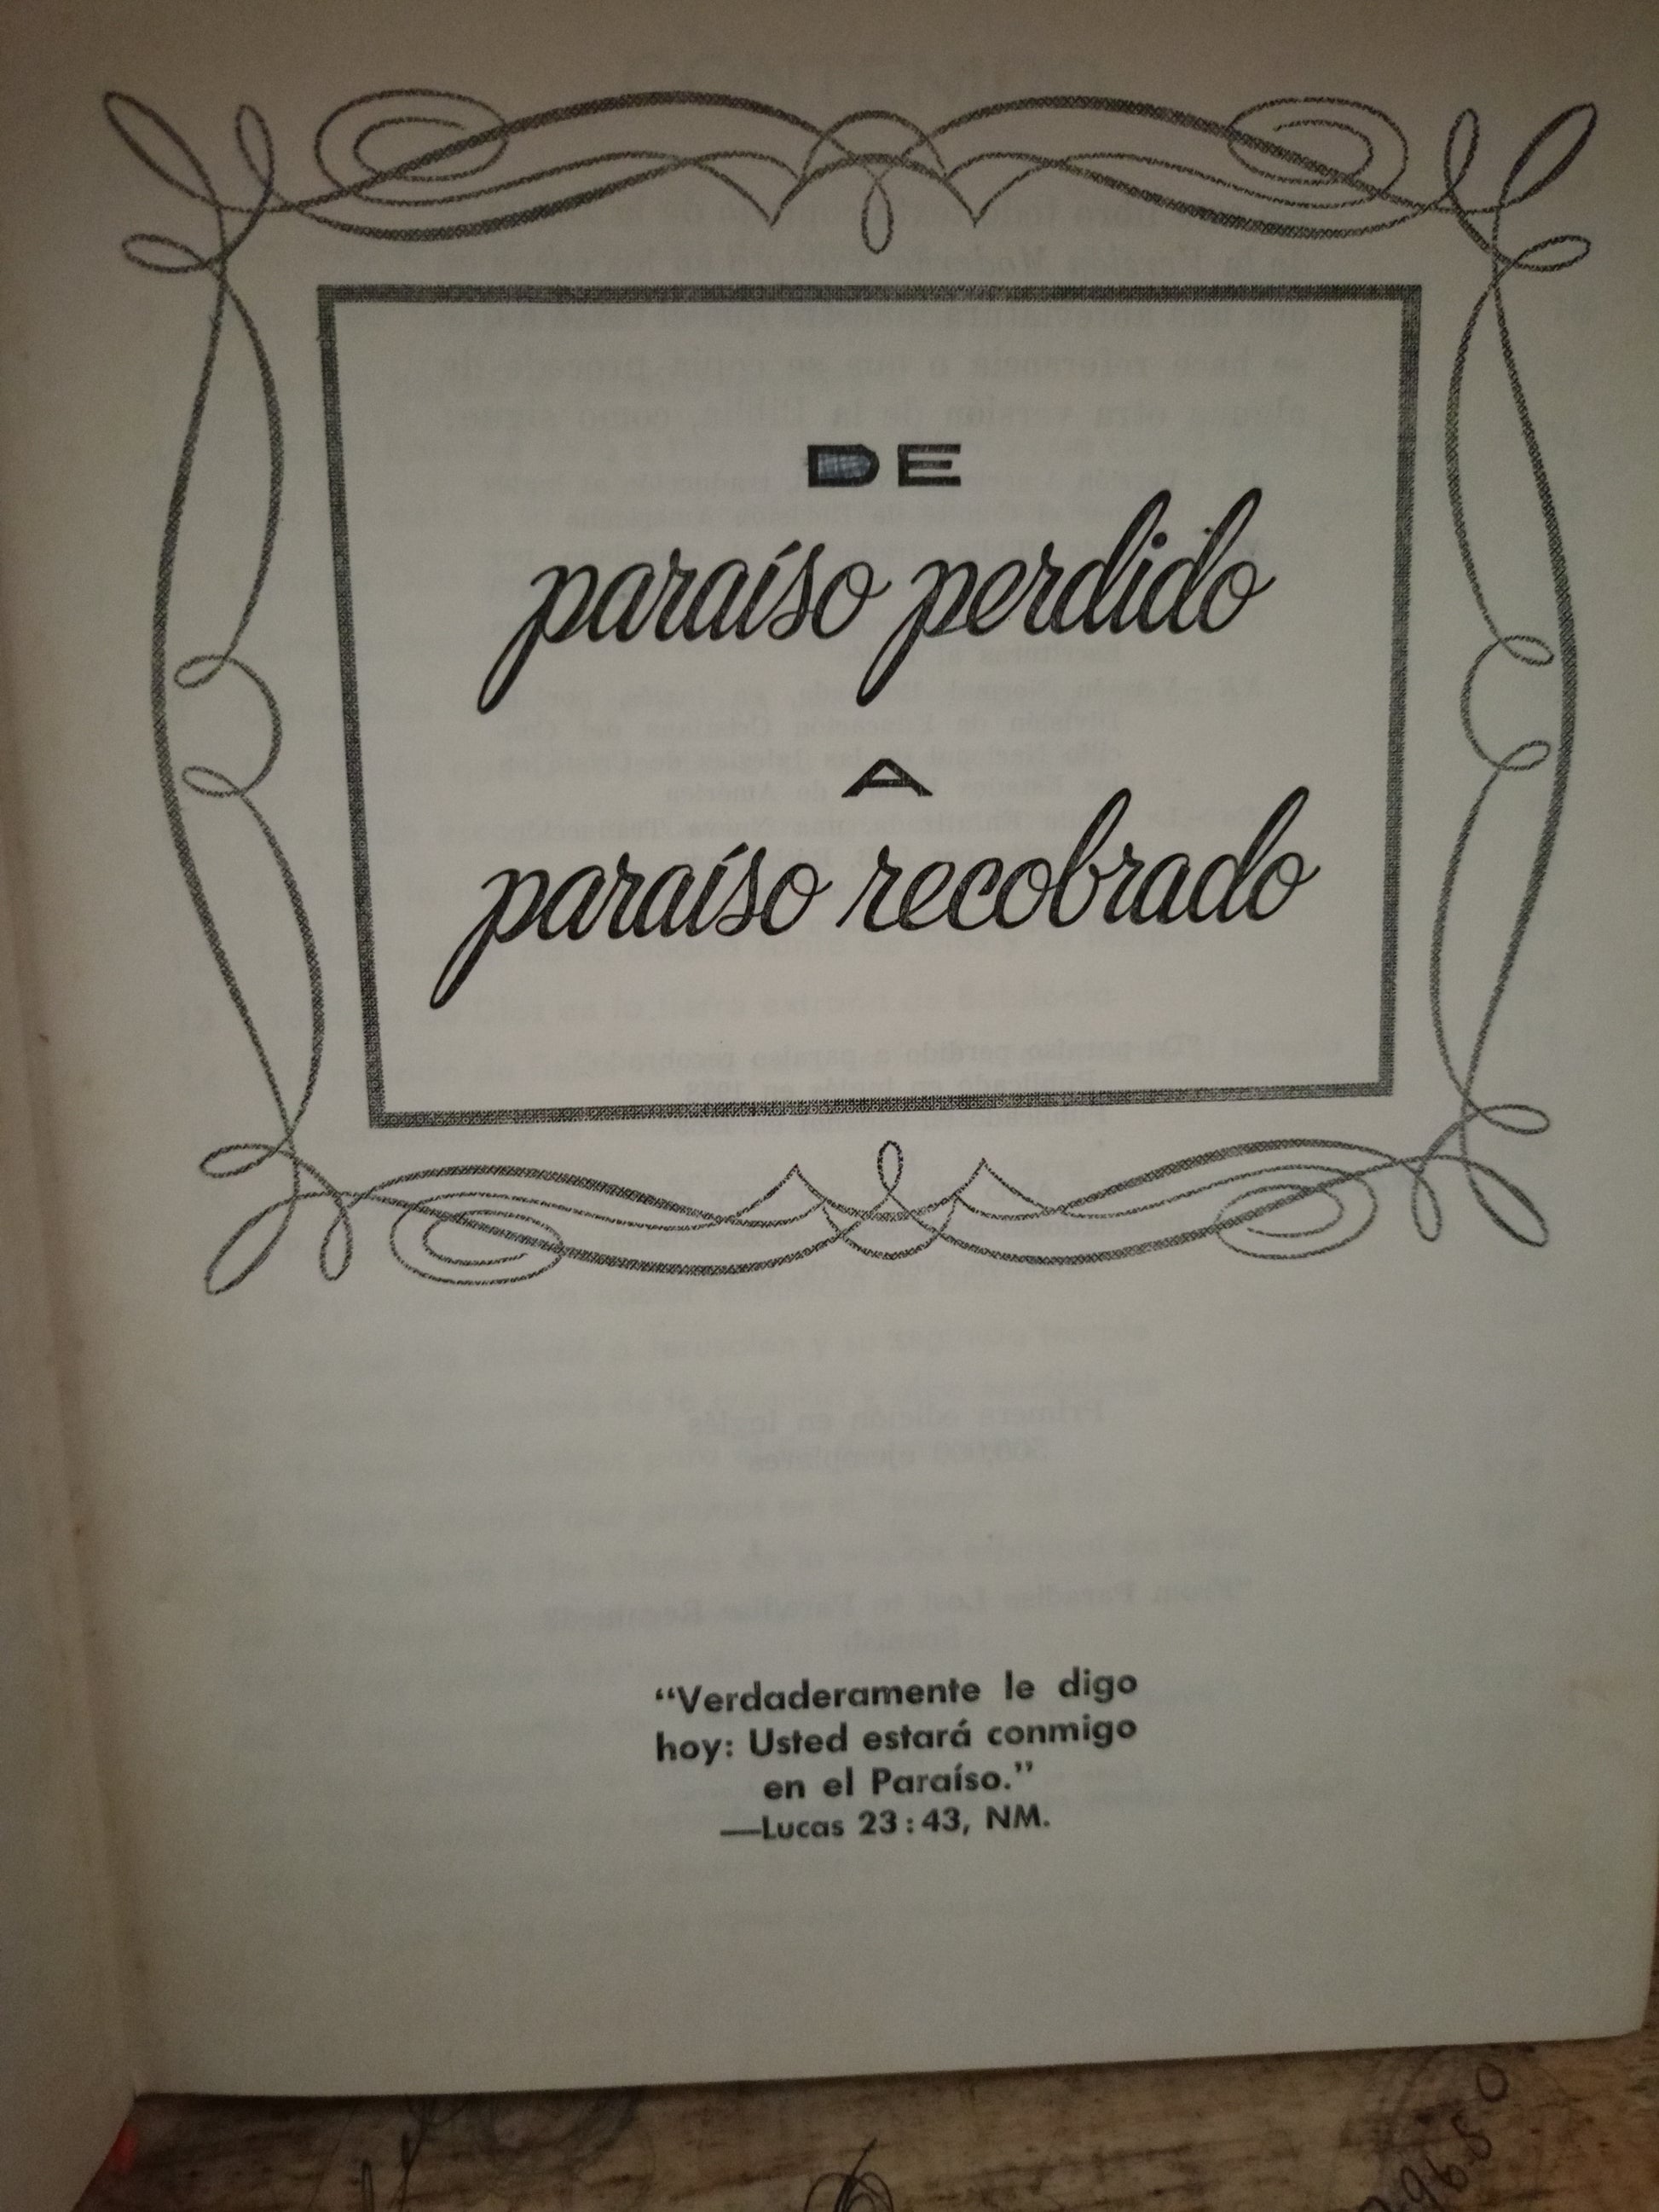 DE
paraíso perdido
A
paraíso recobrado
“Verdaderamente le digo
hoy: Usted estará conmigo
en el Paraíso.”
—Lucas 23:43, NM.